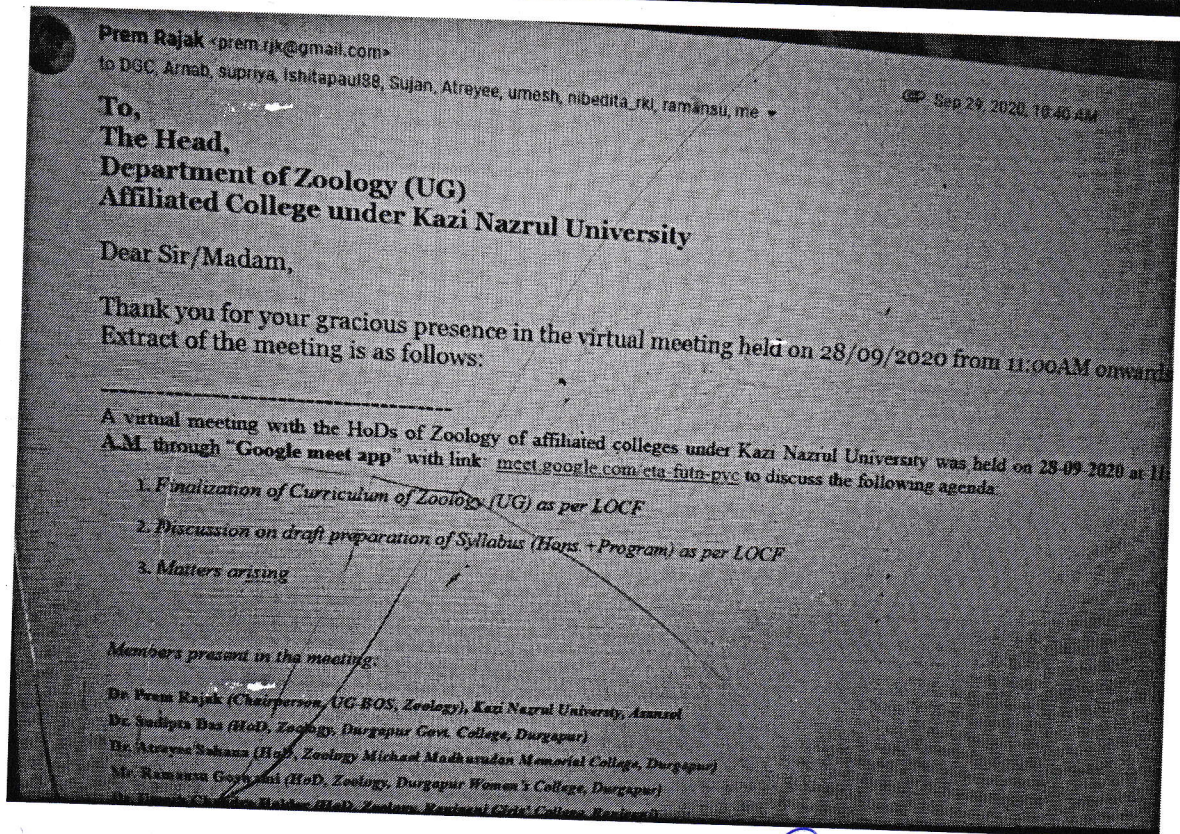 Prem Rajak <prem.rjk@gmail.com>
to DGC, Arnab, supriya, Ishitapaul98, Sujan, Atreyee, umesh, nibedita_rkl, ramansu, me
Sep 29, 2020, 10:40 AM
To,
The Head,
Department of Zoology (UG)
Affiliated College under Kazi Nazrul University
Dear Sir/Madam,
Thank you for your gracious presence in the virtual meeting held on 28/09/2020 from 11:00AM onwards
Extract of the meeting is as follows:
----------------------------------------
A virtual meeting with the HoDs of Zoology of affiliated colleges under Kazi Nazrul University was held on 28-09-2020 at
A.M. through "Google meet app" with link: meet.google.com/eta-futn-pvc to discuss the following agenda:
1. Finalization of Curriculum of Zoology (UG) as per LOCF
2. Discussion on draft preparation of Syllabus (Hons.+Program) as per LOCF
3. Matters arising
Members present in the meeting:
Dr. Prem Rajak (Chairperson, UG-BOS, Zoology), Kazi Nazrul University, Asansol
Dr. Sudipta Das (HoD, Zoology, Durgapur Govt. College, Durgapur)
Dr. Atreyee Sahana (HoD, Zoology Michael Madhusudan Memorial College, Durgapur)
Mr. Ramansu Goswami (HoD, Zoology, Durgapur Women's College, Durgapur)
(HoD, Zoology, Girls' College,